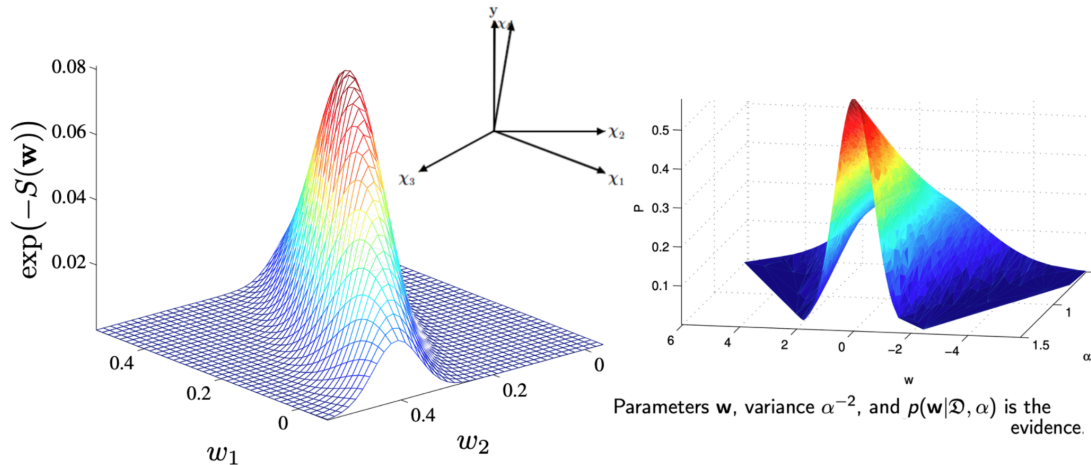 0.08
0.06
0.04
0.02
exp(−S(w))
0.4
0.2
0
w₁
0.4
0.2
0
w₂
y
χ₂
χ₁
χ₃
0.5
0.4
0.3
0.2
0.1
P
6
4
2
0
−2
−4
w
1
1.5
α
Parameters w, variance α⁻², and p(w|𝔇, α) is the
evidence.